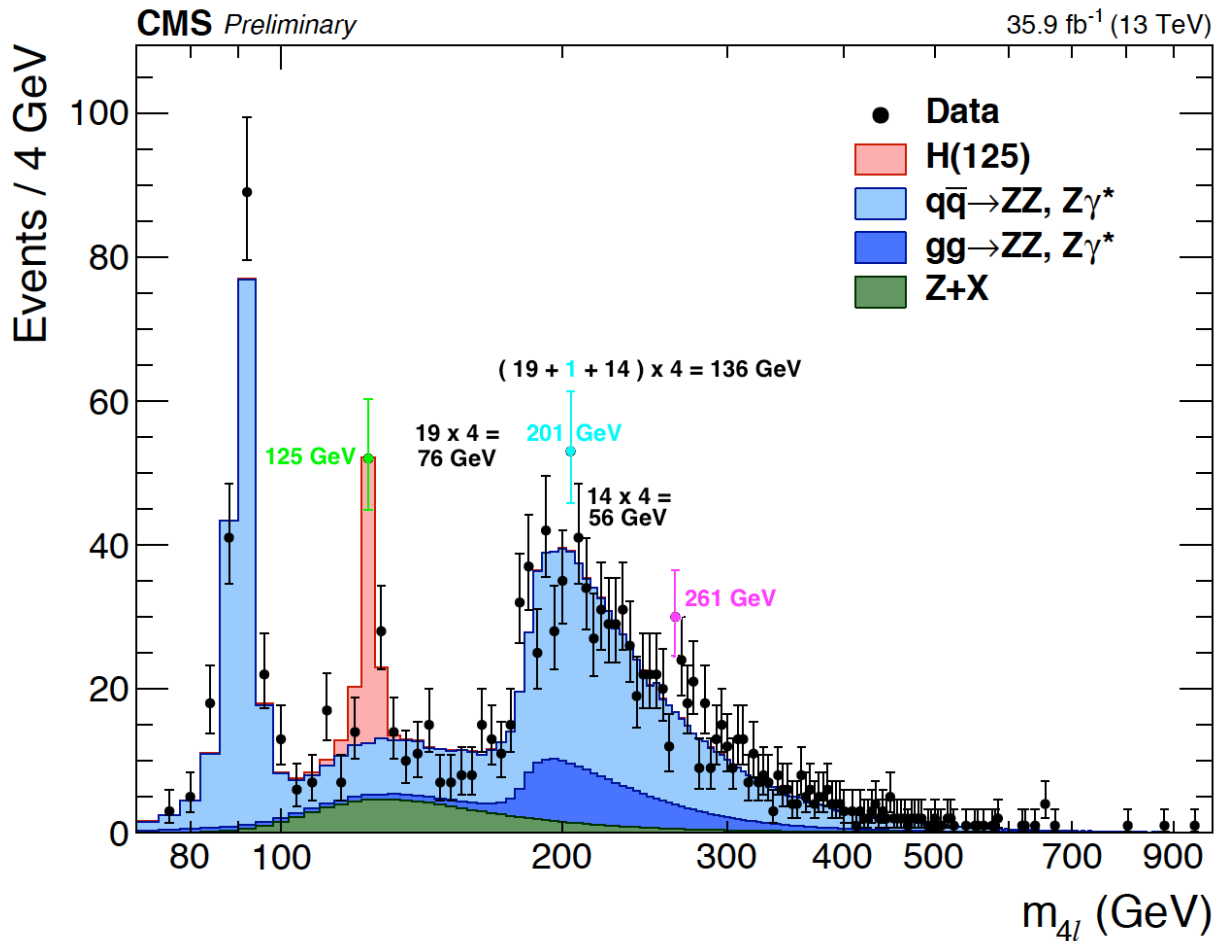 CMS Preliminary 35.9 fb⁻¹ (13 TeV)
Events / 4 GeV
100
80
60
40
20
0
Data
H(125)
qq̅→ZZ, Zγ*
gg→ZZ, Zγ*
Z+X
( 19 + 1 + 14 ) x 4 = 136 GeV
125 GeV
19 x 4 =
76 GeV
201 GeV
14 x 4 =
56 GeV
261 GeV
80 100 200 300 400 500 700 900
m₄ₗ (GeV)